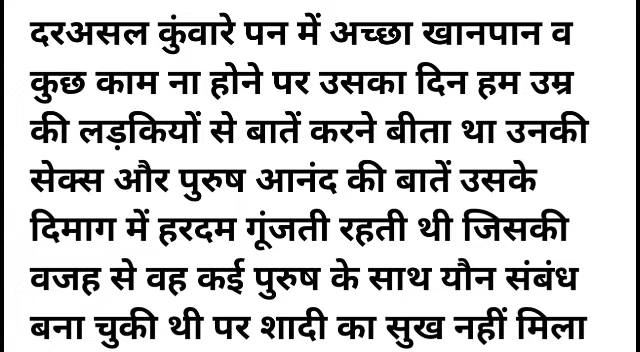 दरअसल कुंवारे पन में अच्छा खानपान व
कुछ काम ना होने पर उसका दिन हम उम्र
की लड़कियों से बातें करने बीता था उनकी
सेक्स और पुरुष आनंद की बातें उसके
दिमाग में हरदम गूंजती रहती थी जिसकी
वजह से वह कई पुरुष के साथ यौन संबंध
बना चुकी थी पर शादी का सुख नहीं मिला